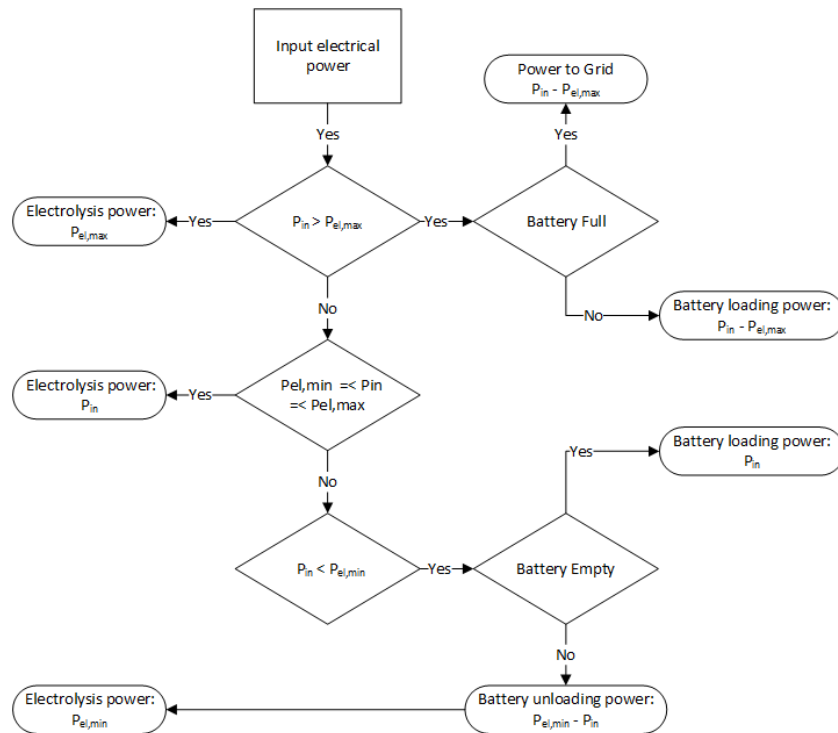 Input electrical
power
Power to Grid
Pin - Pel,max
Yes
Yes
Electrolysis power:
Pel,max
Yes
Pin > Pel,max
Yes
Battery Full
No
No
Battery loading power:
Pin - Pel,max
Electrolysis power:
Pin
Yes
Pel,min =< Pin
=< Pel,max
Battery loading power:
Pin
Yes
No
Pin < Pel,min
Yes
Battery Empty
No
Electrolysis power:
Pel,min
Battery unloading power:
Pel,min - Pin